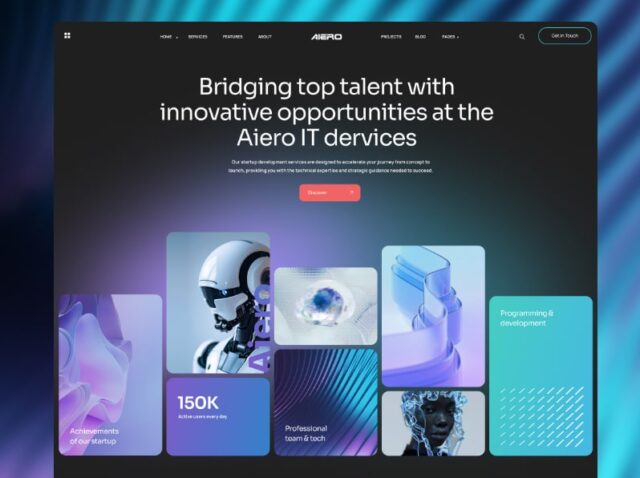 HOME SERVICES FEATURES ABOUT AIERO PROJECTS BLOG PAGES Get in Touch
Bridging top talent with
innovative opportunities at the
Aiero IT dervices
Our startup development services are designed to accelerate your journey from concept to
launch, providing you with the technical expertise and strategic guidance needed to succeed.
Discover
Aiero
Programming &
development
150K
Active users every day
Achievements
of our startup
Professional
team & tech